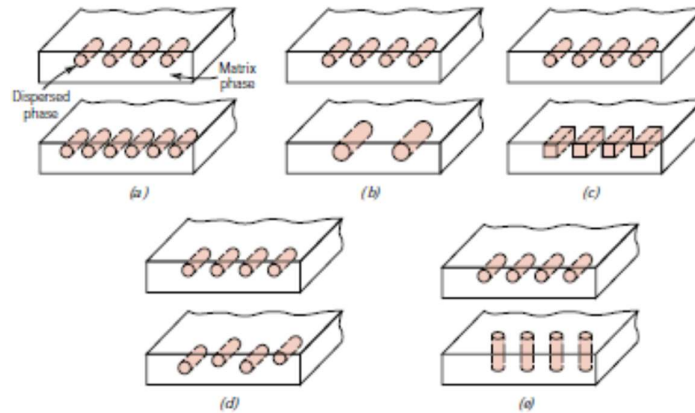 Dispersed
phase
Matrix
phase
(a)
(b)
(c)
(d)
(e)